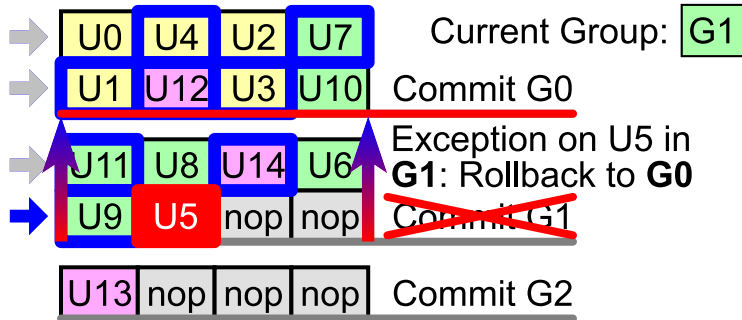 U0 U4 U2 U7 Current Group: G1
U1 U12 U3 U10 Commit G0
Exception on U5 in
U11 U8 U14 U6 G1: Rollback to G0
U9 U5 nop nop Commit G1
U13 nop nop nop Commit G2